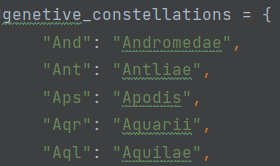 genetive_constellations = {
"And": "Andromedae",
"Ant": "Antliae",
"Aps": "Apodis",
"Aqr": "Aquarii",
"Aql": "Aquilae",